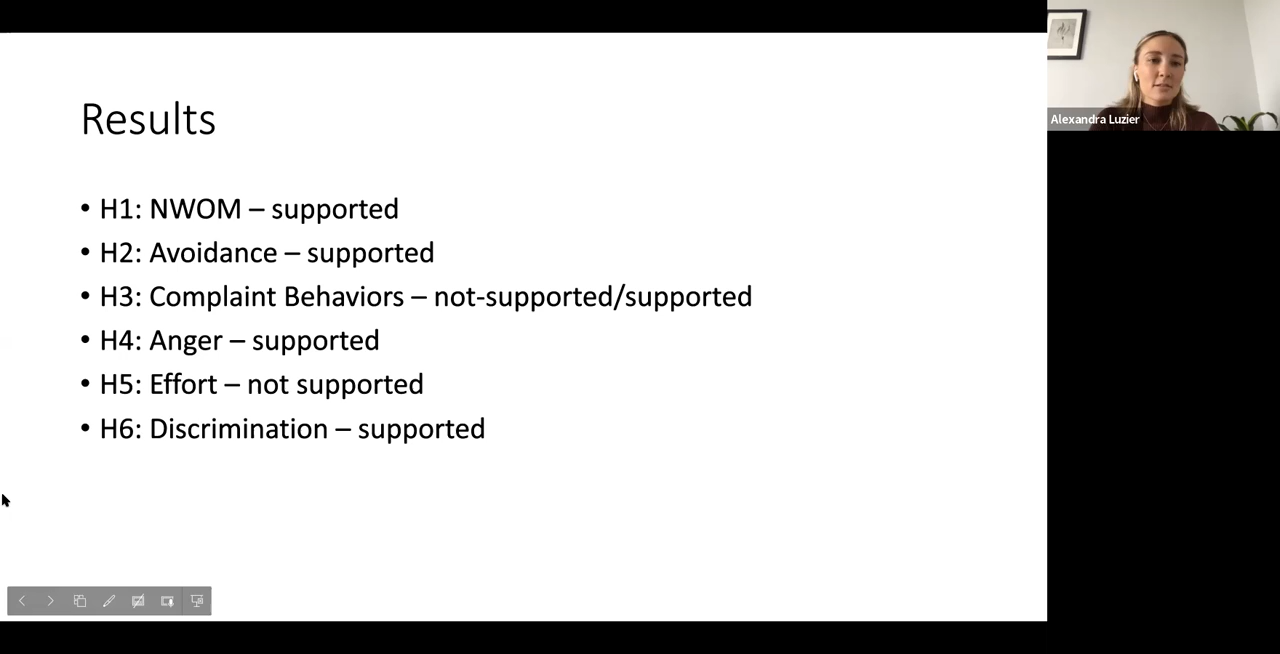 Results
• H1: NWOM – supported
• H2: Avoidance – supported
• H3: Complaint Behaviors – not-supported/supported
• H4: Anger – supported
• H5: Effort – not supported
• H6: Discrimination – supported
Alexandra Luzier